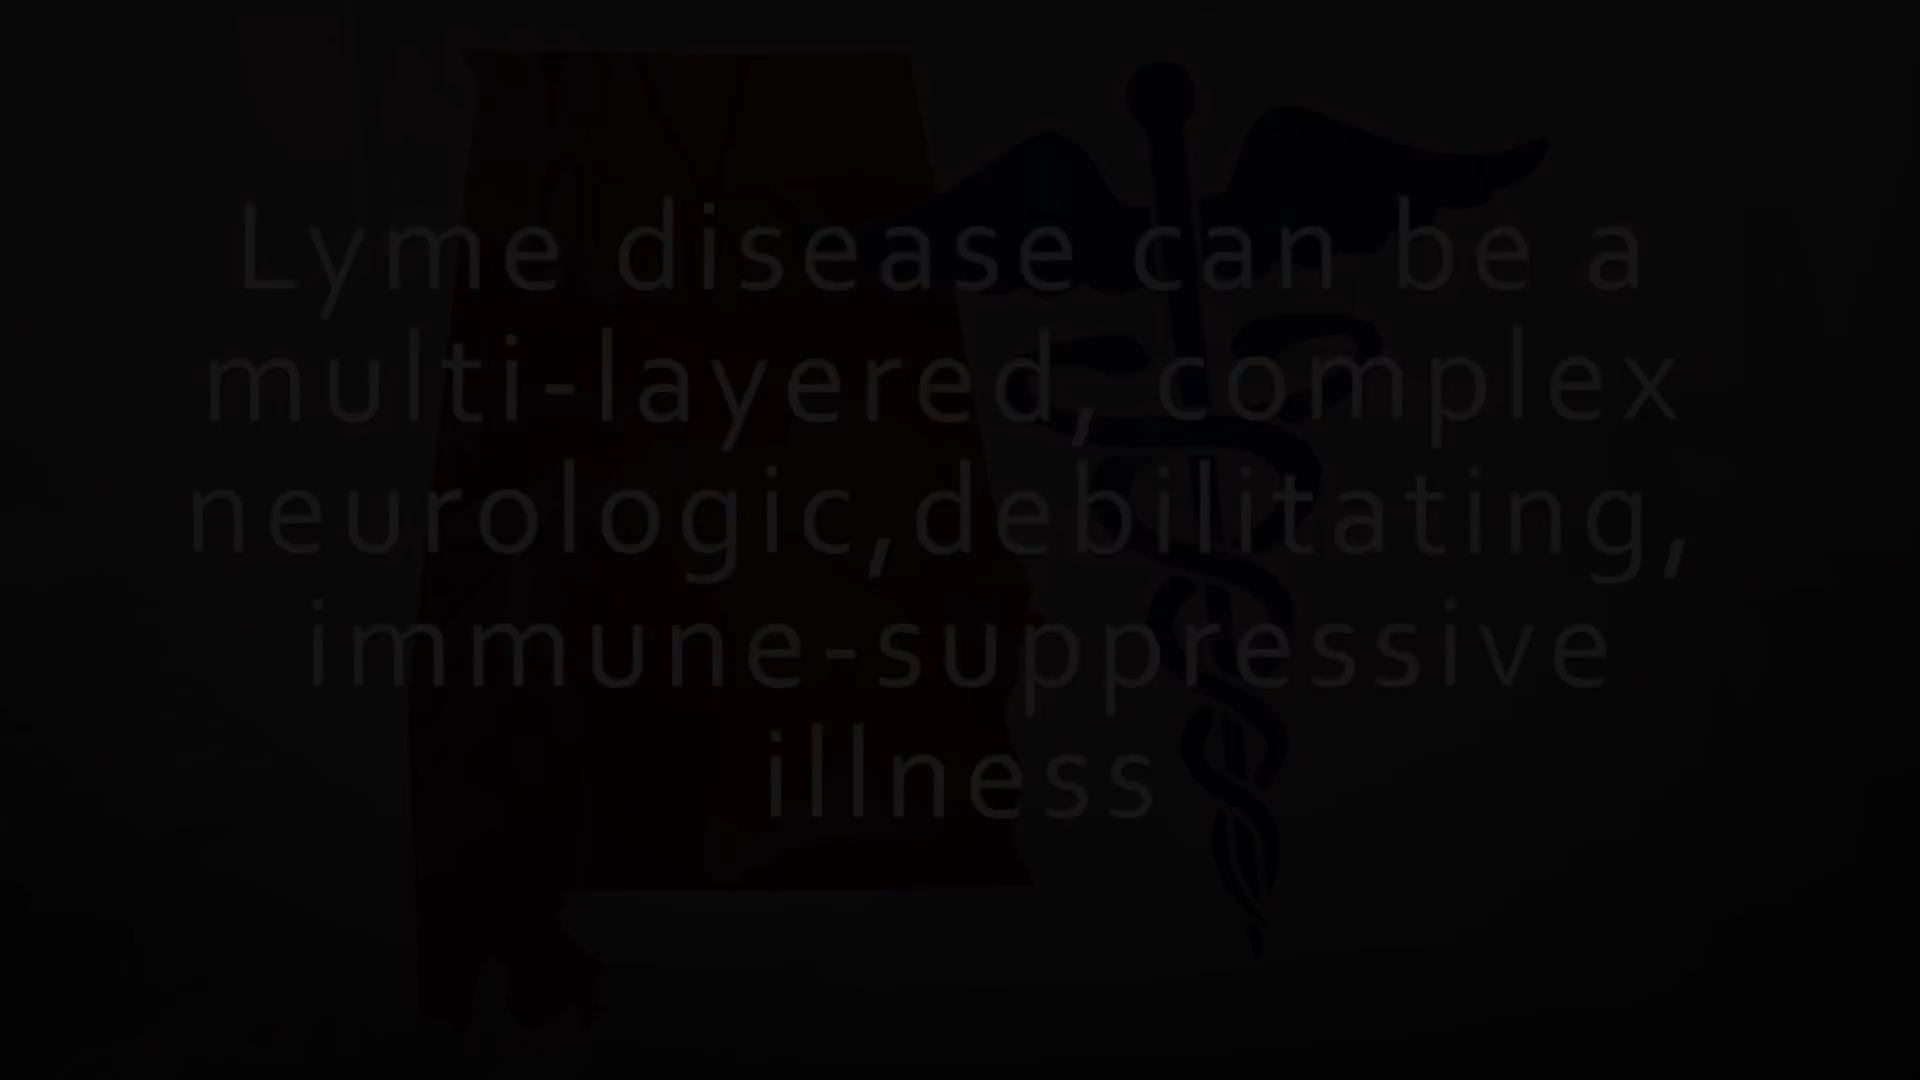 Lyme disease can be a
multi-layered, complex
neurologic,debilitating,
immune-suppressive
illness